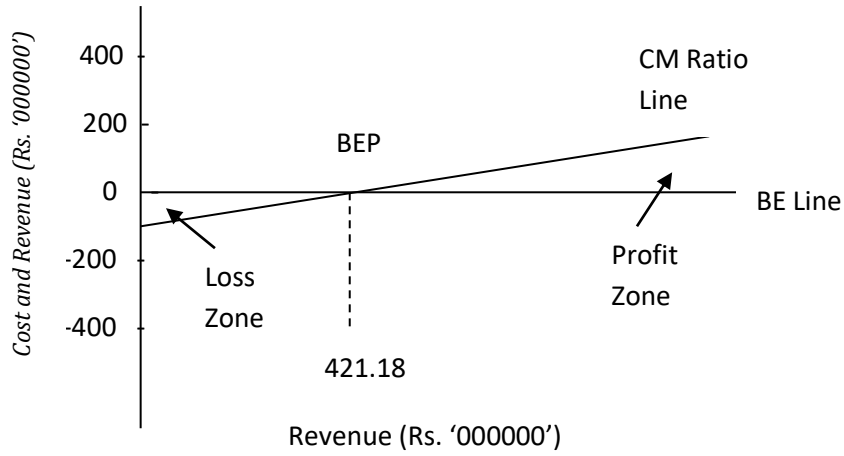 Cost and Revenue (Rs. ‘000000’)
400
200
0
-200
-400
CM Ratio
Line
BEP
BE Line
Loss
Zone
Profit
Zone
421.18
Revenue (Rs. ‘000000’)